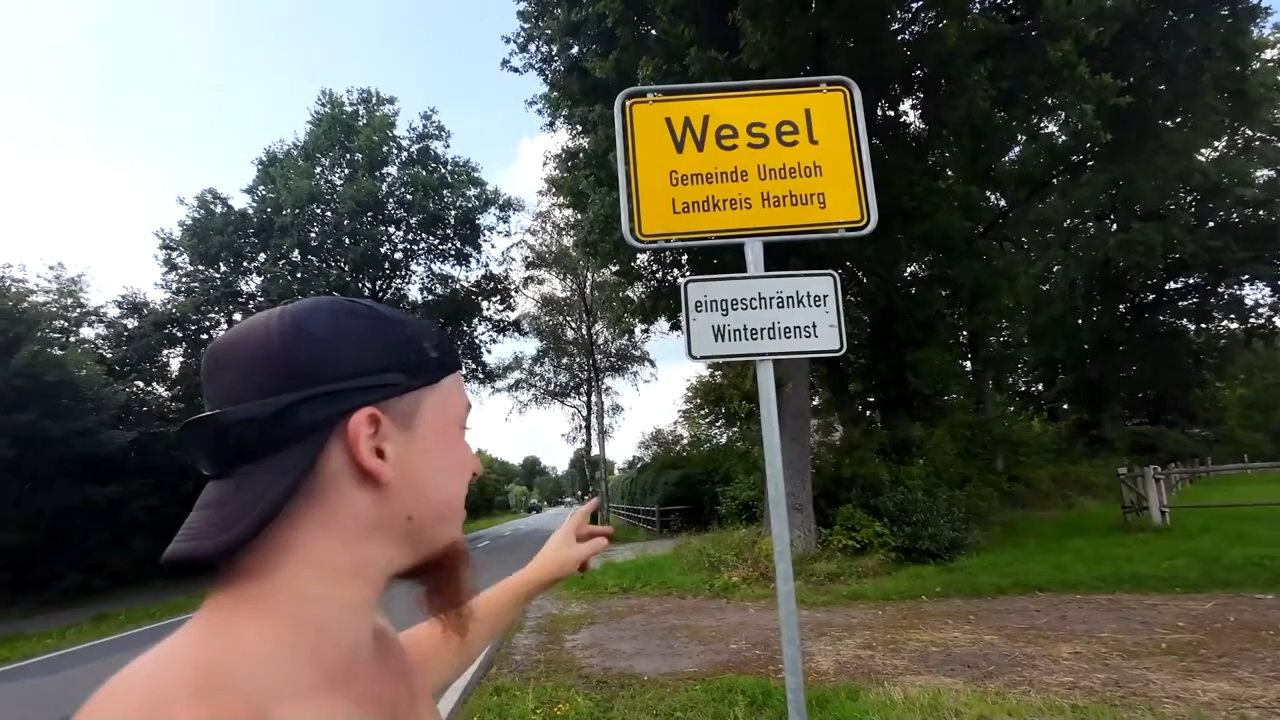 Wesel
Gemeinde Undeloh
Landkreis Harburg
eingeschränkter
Winterdienst